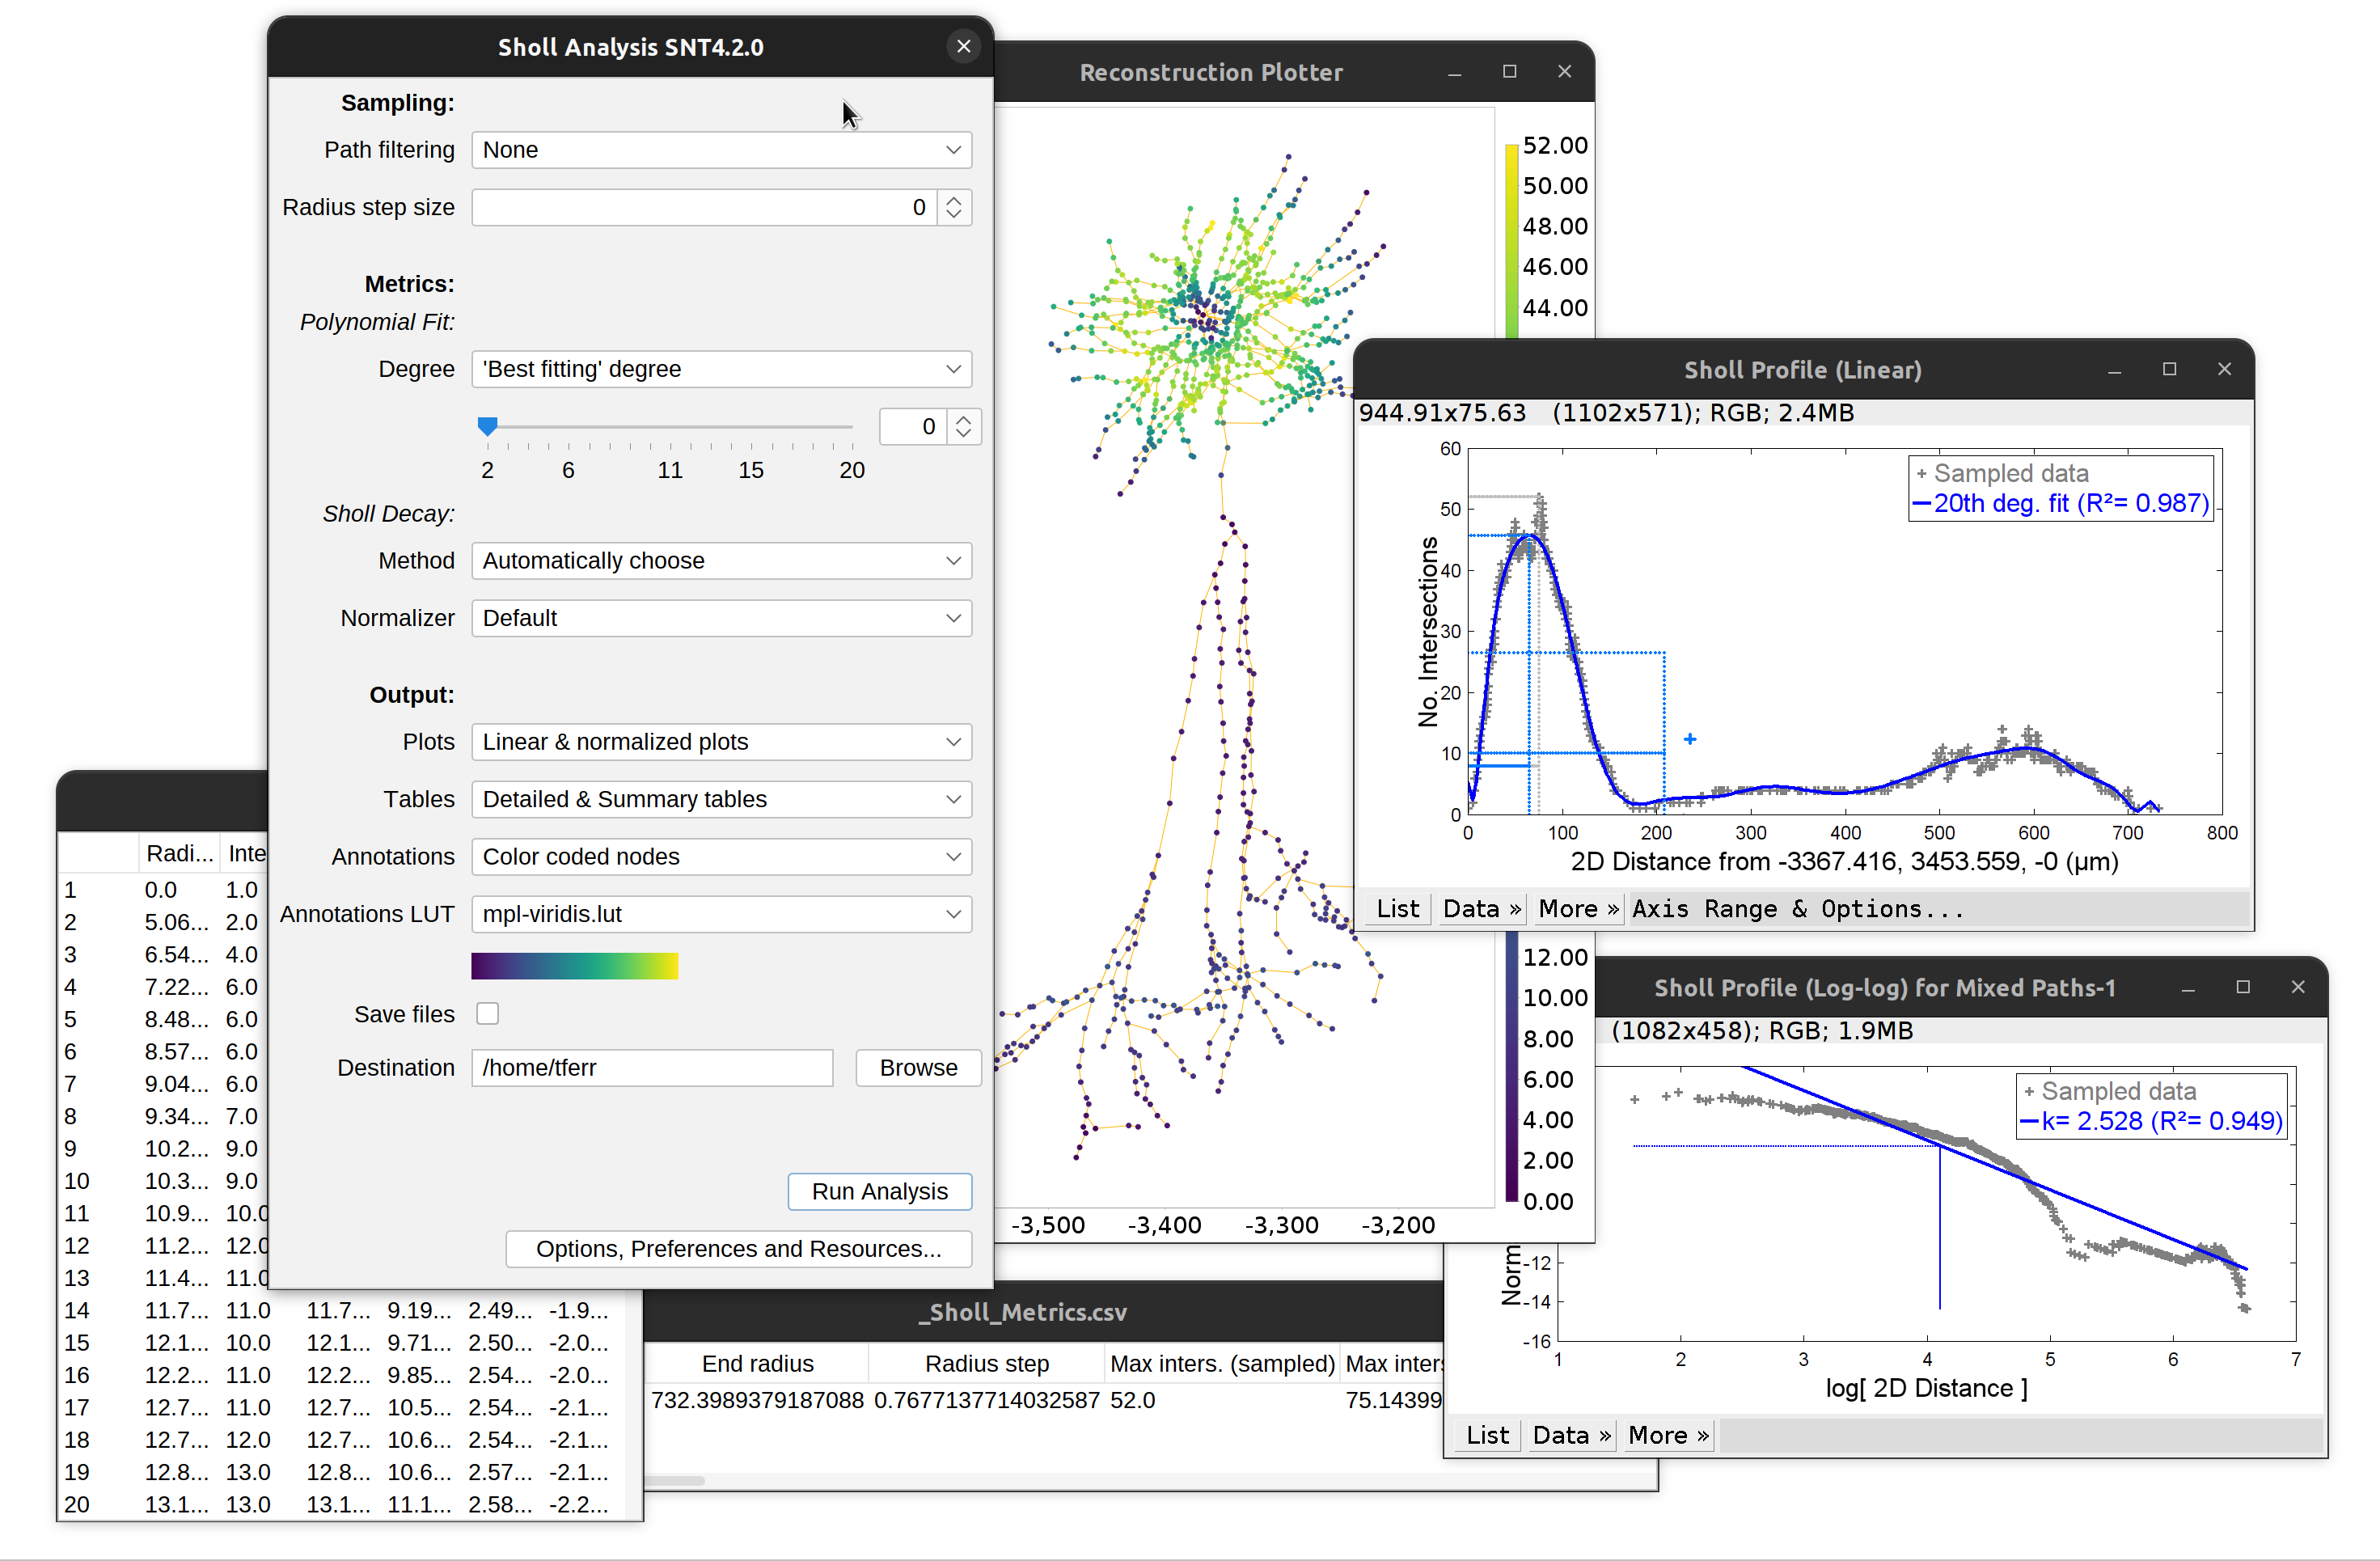 Sholl Analysis SNT4.2.0
Sampling:
Path filtering None
Radius step size 0
Metrics:
Polynomial Fit:
Degree 'Best fitting' degree
0
2 6 11 15 20
Sholl Decay:
Method Automatically choose
Normalizer Default
Output:
Plots Linear & normalized plots
Tables Detailed & Summary tables
Annotations Color coded nodes
Annotations LUT mpl-viridis.lut
Save files
Destination /home/tferr Browse
Run Analysis
Options, Preferences and Resources...
Reconstruction Plotter
52.00
50.00
48.00
46.00
44.00
12.00
10.00
8.00
6.00
4.00
2.00
0.00
-3,500 -3,400 -3,300 -3,200
Sholl Profile (Linear)
944.91x75.63 (1102x571); RGB; 2.4MB
Sampled data
20th deg. fit (R²= 0.987)
No. Intersections
60
50
40
30
20
10
0
0 100 200 300 400 500 600 700 800
2D Distance from -3367.416, 3453.559, -0 (µm)
List Data » More » Axis Range & Options...
Sholl Profile (Log-log) for Mixed Paths-1
(1082x458); RGB; 1.9MB
Sampled data
k= 2.528 (R²= 0.949)
Norm
-12
-14
-16
1 2 3 4 5 6 7
log[ 2D Distance ]
List Data » More »
Radi... Inte
1 0.0 1.0
2 5.06... 2.0
3 6.54... 4.0
4 7.22... 6.0
5 8.48... 6.0
6 8.57... 6.0
7 9.04... 6.0
8 9.34... 7.0
9 10.2... 9.0
10 10.3... 9.0
11 10.9... 10.0
12 11.2... 12.0
13 11.4... 11.0
14 11.7... 11.0 11.7... 9.19... 2.49... -1.9...
15 12.1... 10.0 12.1... 9.71... 2.50... -2.0...
16 12.2... 11.0 12.2... 9.85... 2.54... -2.0...
17 12.7... 11.0 12.7... 10.5... 2.54... -2.1...
18 12.7... 12.0 12.7... 10.6... 2.54... -2.1...
19 12.8... 13.0 12.8... 10.6... 2.57... -2.1...
20 13.1... 13.0 13.1... 11.1... 2.58... -2.2...
_Sholl_Metrics.csv
End radius Radius step Max inters. (sampled) Max inters
732.3989379187088 0.7677137714032587 52.0 75.14399